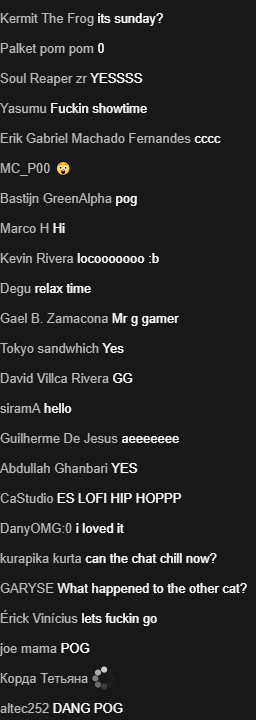 Kermit The Frog its sunday?
Palket pom pom 0
Soul Reaper zr YESSSS
Yasumu Fuckin showtime
Erik Gabriel Machado Fernandes cccc
MC_P00 😲
Bastijn GreenAlpha pog
Marco H Hi
Kevin Rivera locooooooo :b
Degu relax time
Gael B. Zamacona Mr g gamer
Tokyo sandwhich Yes
David Villca Rivera GG
siramA hello
Guilherme De Jesus aeeeeeee
Abdullah Ghanbari YES
CaStudio ES LOFI HIP HOPPP
DanyOMG:0 i loved it
kurapika kurta can the chat chill now?
GARYSE What happened to the other cat?
Érick Vinícius lets fuckin go
joe mama POG
Корда Тетьяна
altec252 DANG POG